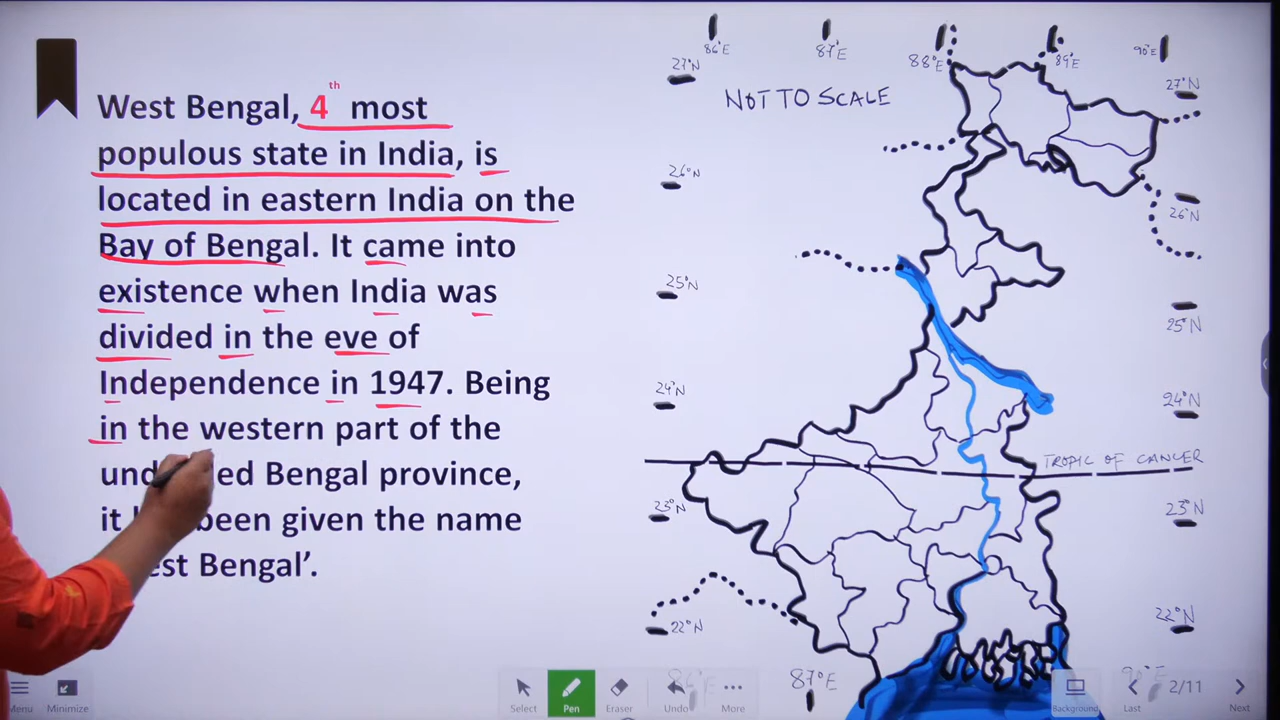 West Bengal, 4th most
populous state in India, is
located in eastern India on the
Bay of Bengal. It came into
existence when India was
divided in the eve of
Independence in 1947. Being
in the western part of the
Bengal province,
it been given the name
Bengal’.
86°E
87°E
88°E
89°E
90°E
27°N
27°N
NOT TO SCALE
26°N
26°N
25°N
25°N
24°N
24°N
TROPIC OF CANCER
23°N
23°N
22°N
22°N
86°E
87°E
90°E
Menu
Minimize
Select
Pen
Eraser
Undo
More
Background
Last
2/11
Next